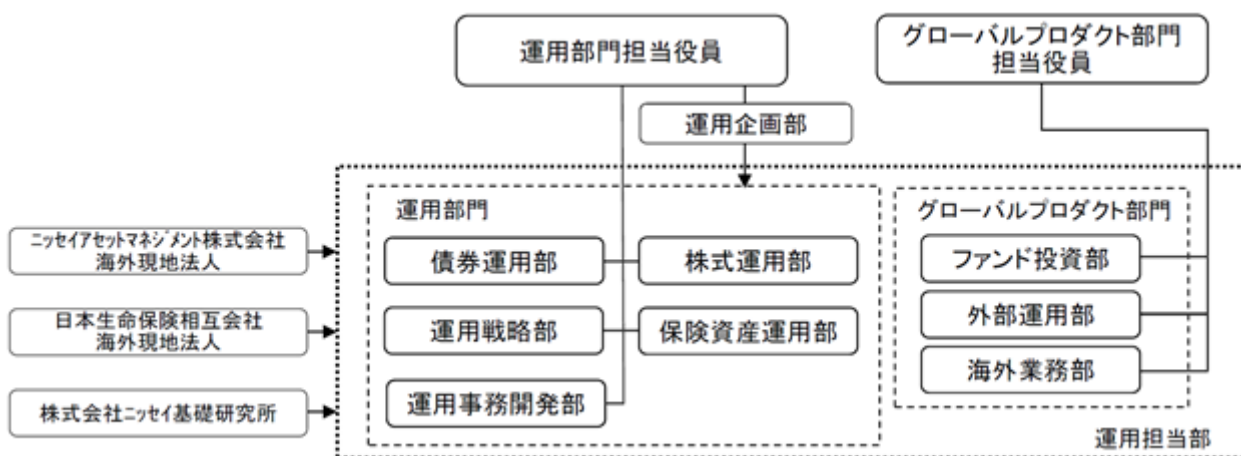 運用部門担当役員
グローバルプロダクト部門
担当役員
運用企画部
運用部門
グローバルプロダクト部門
ニッセイアセットマネジメント株式会社
海外現地法人
債券運用部
株式運用部
ファンド投資部
日本生命保険相互会社
海外現地法人
運用戦略部
保険資産運用部
外部運用部
海外業務部
株式会社ニッセイ基礎研究所
運用事務開発部
運用担当部